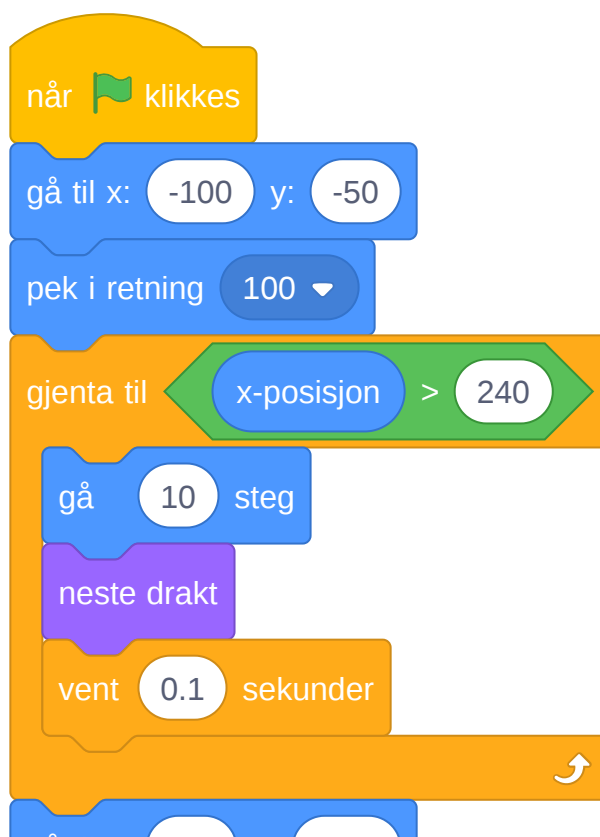 når klikkes
gå til x: -100 y: -50
pek i retning 100
gjenta til x-posisjon > 240
gå 10 steg
neste drakt
vent 0.1 sekunder